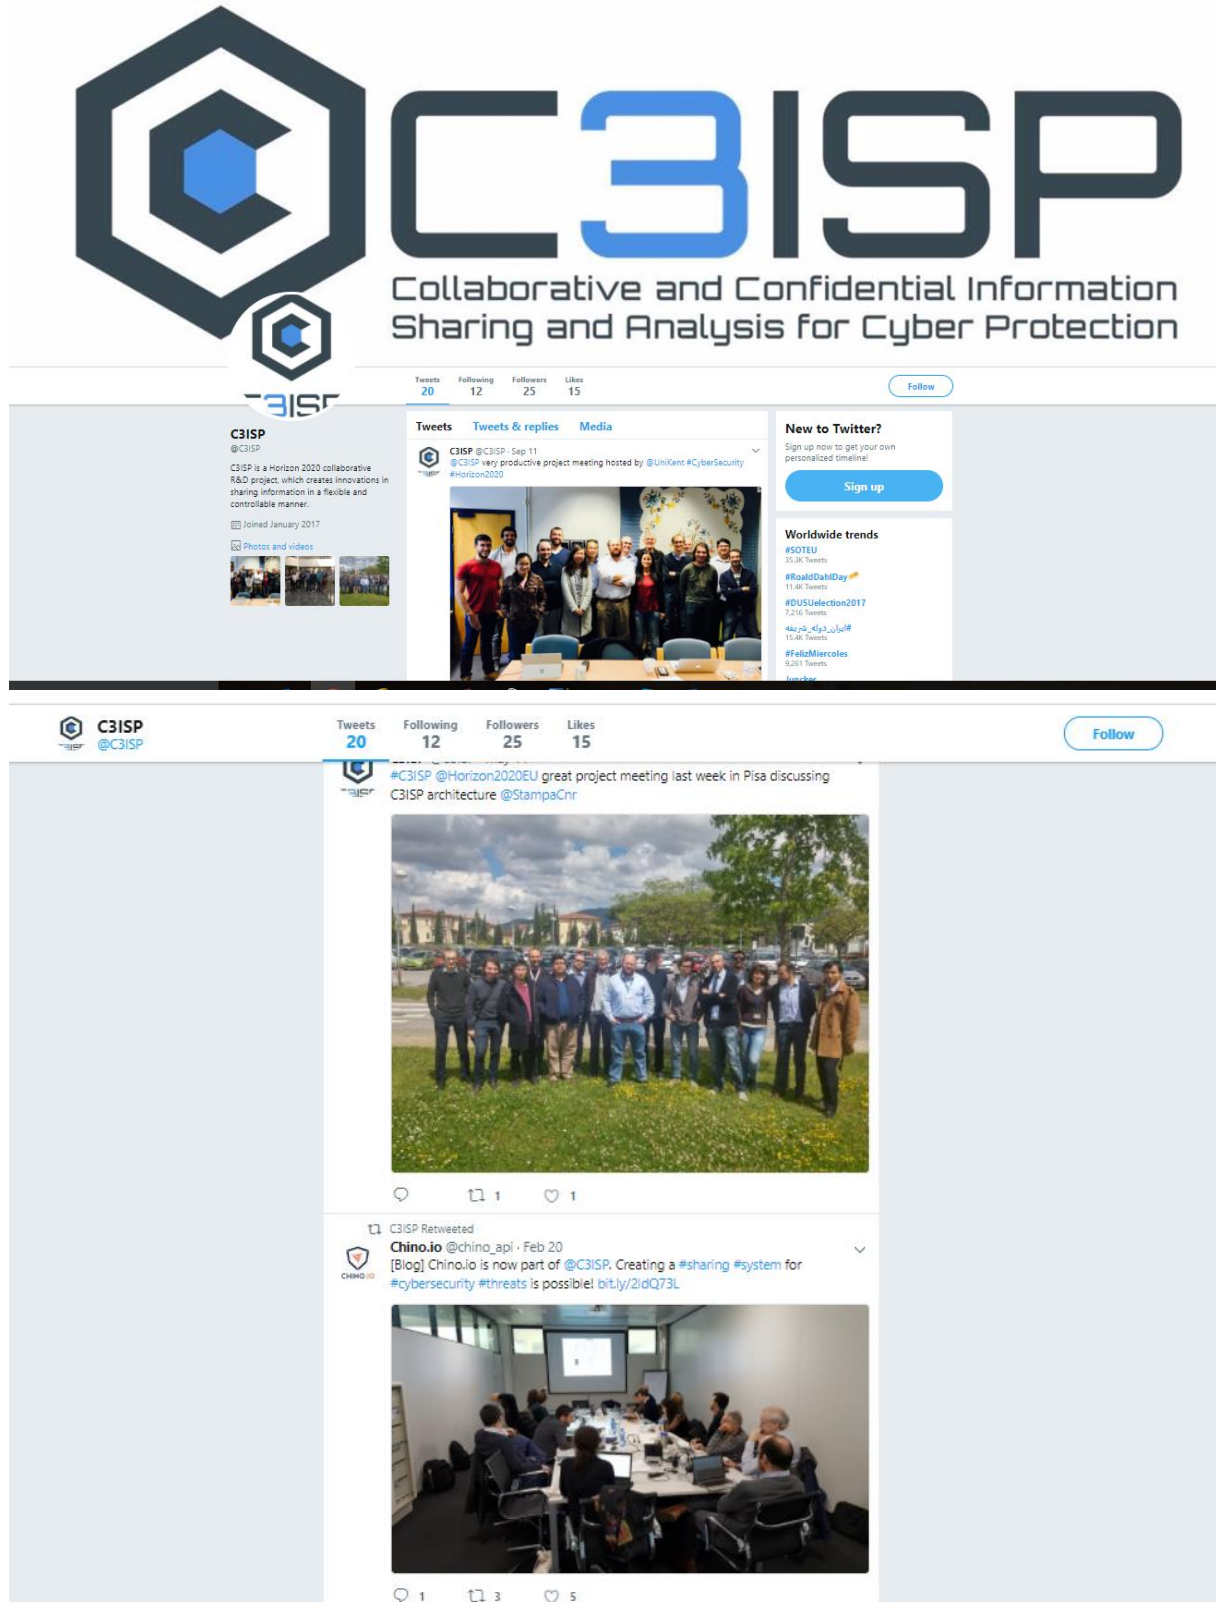 C3ISP
Collaborative and Confidential Information
Sharing and Analysis for Cyber Protection
C3ISP
Tweets Following Followers Likes
20 12 25 15
Follow
C3ISP
@C3ISP
C3ISP is a Horizon 2020 collaborative
R&D project, which creates innovations in
sharing information in a flexible and
controllable manner.
Joined January 2017
Photos and videos
Tweets Tweets & replies Media
C3ISP @C3ISP · Sep 11
@C3ISP very productive project meeting hosted by @UniKent #CyberSecurity
#Horizon2020
New to Twitter?
Sign up now to get your own
personalized timeline!
Sign up
Worldwide trends
#SOTEU
35.3K Tweets
#RoaldDahlDay
11.4K Tweets
#DUSUelection2017
7,216 Tweets
#ايران_دوله_شريفه
15.4K Tweets
#FelizMiercoles
9,261 Tweets
Juncker
C3ISP
@C3ISP
Tweets Following Followers Likes
20 12 25 15
Follow
#C3ISP @Horizon2020EU great project meeting last week in Pisa discussing
C3ISP architecture @StampaCnr
1 1
C3ISP Retweeted
CHINO.IO
Chino.io @chino_api · Feb 20
[Blog] Chino.io is now part of @C3ISP. Creating a #sharing #system for
#cybersecurity #threats is possible! bit.ly/2ldQ73L
1 3 5